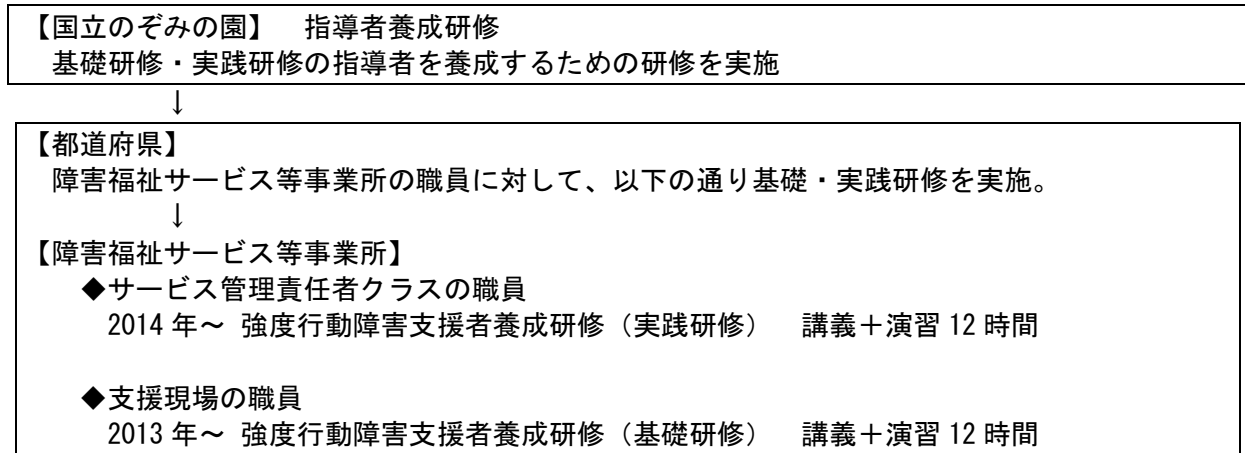 【国立のぞみの園】　指導者養成研修
基礎研修・実践研修の指導者を養成するための研修を実施
↓
【都道府県】
障害福祉サービス等事業所の職員に対して、以下の通り基礎・実践研修を実施。
↓
【障害福祉サービス等事業所】
◆サービス管理責任者クラスの職員
2014 年～ 強度行動障害支援者養成研修（実践研修）　講義＋演習 12 時間
◆支援現場の職員
2013 年～ 強度行動障害支援者養成研修（基礎研修）　講義＋演習 12 時間